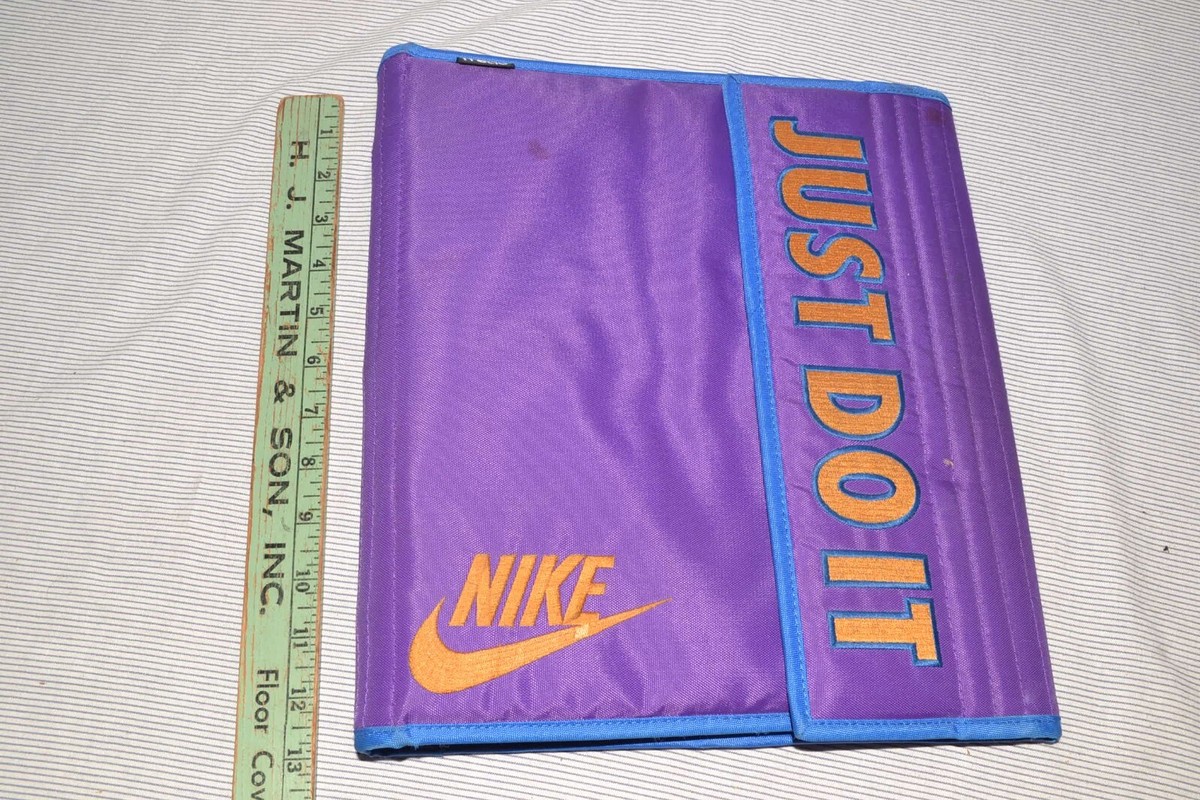 H. J. MARTIN & SON, INC. Floor Cov
1 2 3 4 5 6 7 8 9 10 11 12 13
NIKE
JUST DO IT